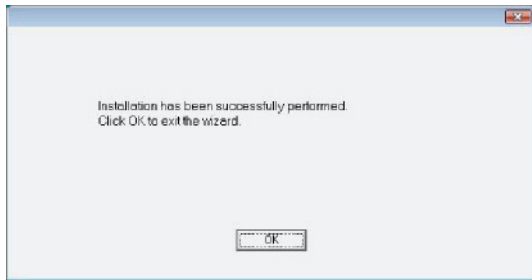 Installation has been successfully performed.
Click OK to exit the wizard.
OK